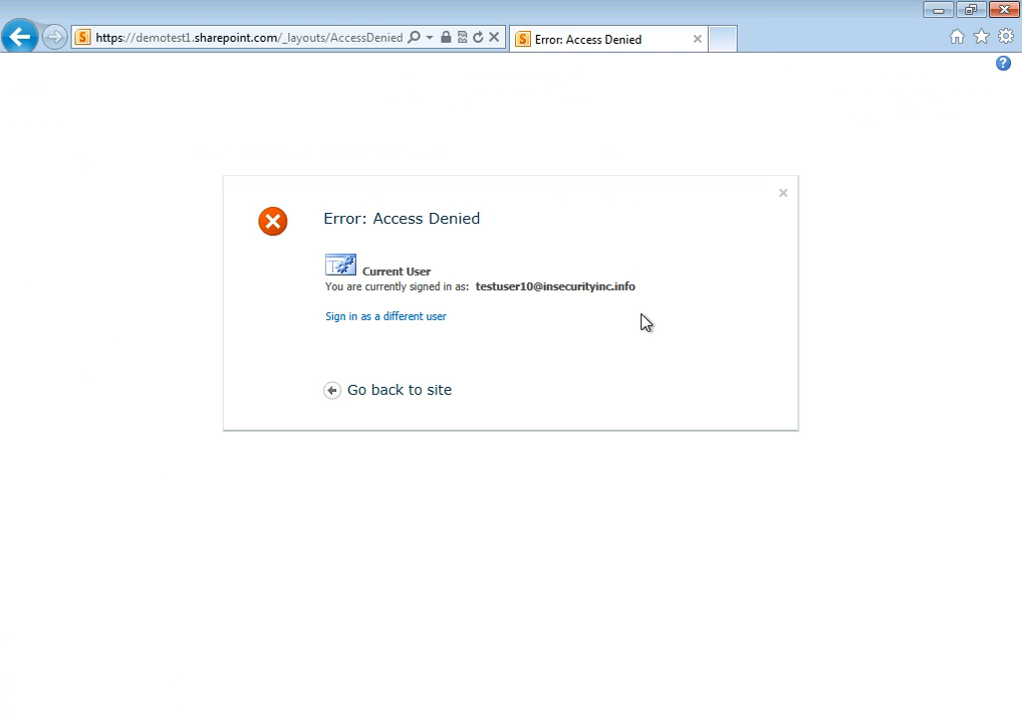 https://demotest1.sharepoint.com/_layouts/AccessDenied
Error: Access Denied
Error: Access Denied
Current User
You are currently signed in as: testuser10@insecurityinc.info
Sign in as a different user
Go back to site